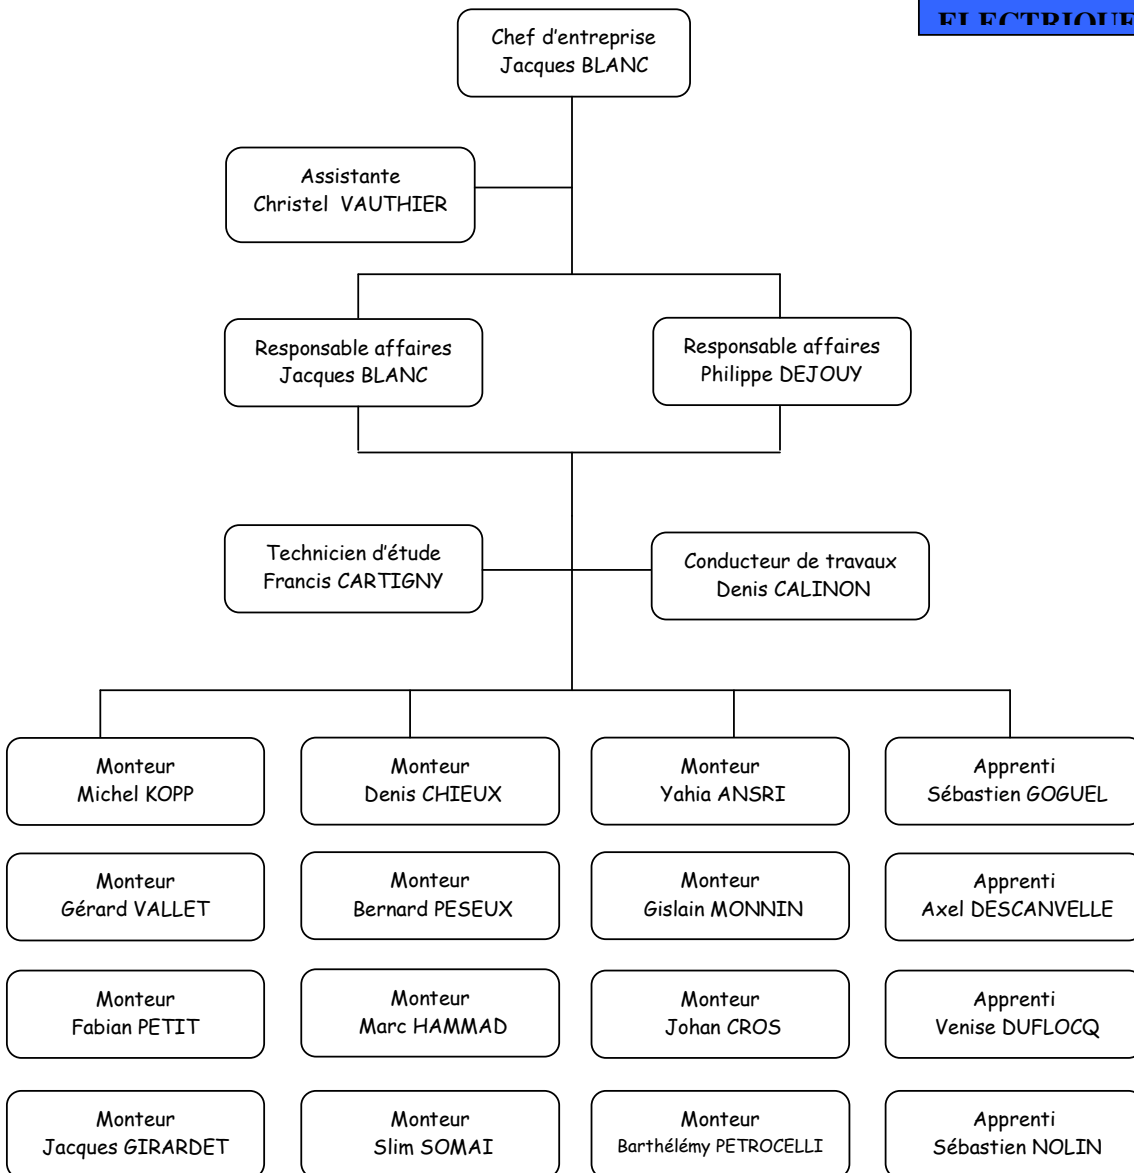 ELECTRIQUE
Chef d'entreprise
Jacques BLANC
Assistante
Christel VAUTHIER
Responsable affaires
Jacques BLANC
Responsable affaires
Philippe DEJOUY
Technicien d'étude
Francis CARTIGNY
Conducteur de travaux
Denis CALINON
Monteur
Michel KOPP
Monteur
Denis CHIEUX
Monteur
Yahia ANSRI
Apprenti
Sébastien GOGUEL
Monteur
Gérard VALLET
Monteur
Bernard PESEUX
Monteur
Gislain MONNIN
Apprenti
Axel DESCANVELLE
Monteur
Fabian PETIT
Monteur
Marc HAMMAD
Monteur
Johan CROS
Apprenti
Venise DUFLOCQ
Monteur
Jacques GIRARDET
Monteur
Slim SOMAI
Monteur
Barthélémy PETROCELLI
Apprenti
Sébastien NOLIN